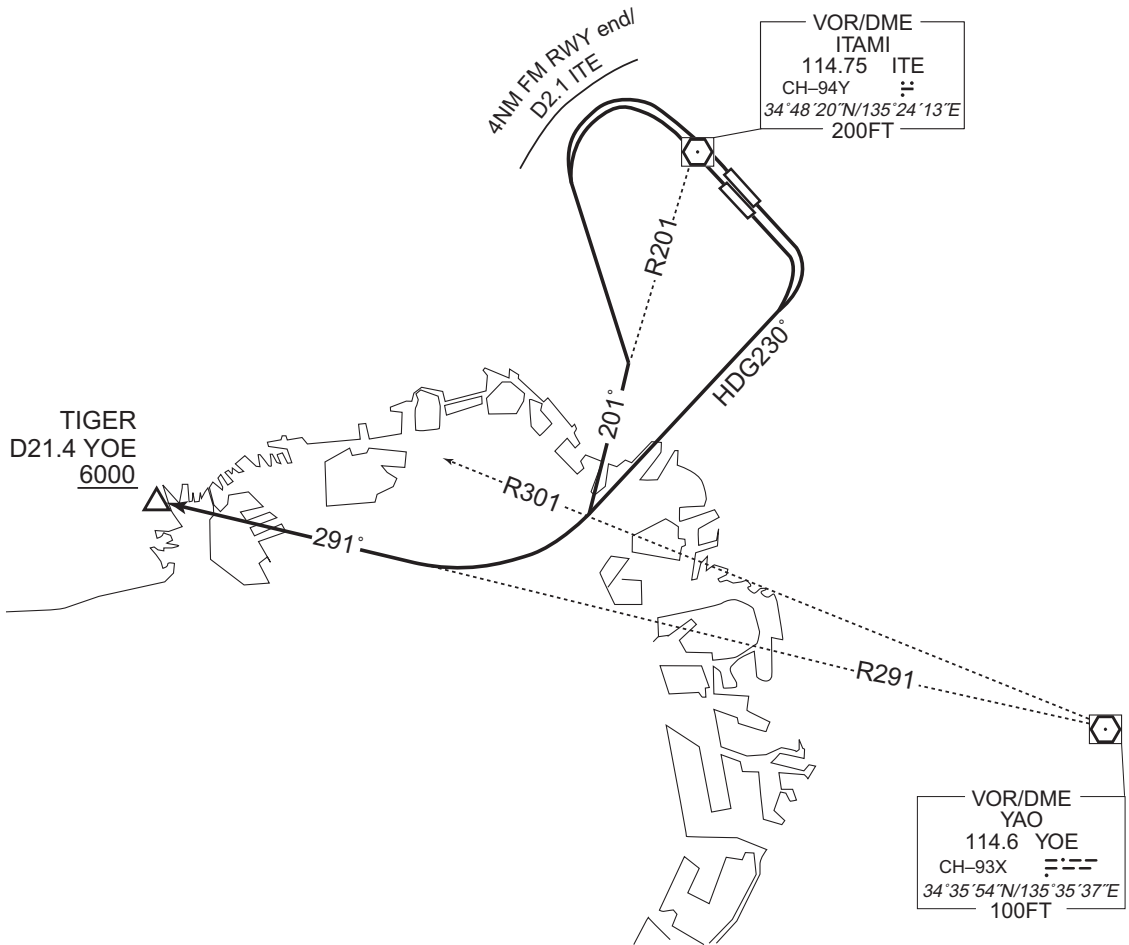 4NM FM RWY end/
D2.1 ITE
VOR/DME
ITAMI
114.75 ITE
CH–94Y
34°48´20˝N/135°24´13˝E
200FT
R201
HDG230°
201°
TIGER
D21.4 YOE
6000
R301
291°
R291
VOR/DME
YAO
114.6 YOE
CH–93X
34°35´54˝N/135°35´37˝E
100FT